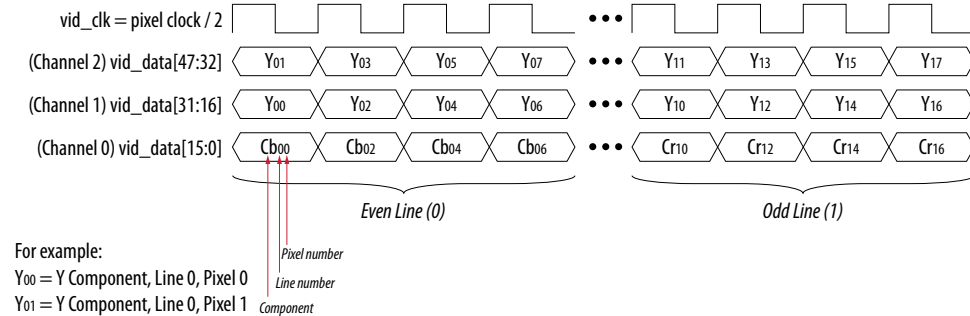 vid_clk = pixel clock / 2 •••
(Channel 2) vid_data[47:32] Y01 Y03 Y05 Y07 ••• Y11 Y13 Y15 Y17
(Channel 1) vid_data[31:16] Y00 Y02 Y04 Y06 ••• Y10 Y12 Y14 Y16
(Channel 0) vid_data[15:0] Cb00 Cb02 Cb04 Cb06 ••• Cr10 Cr12 Cr14 Cr16
Even Line (0) Odd Line (1)
For example:
Pixel number
Y00 = Y Component, Line 0, Pixel 0
Line number
Y01 = Y Component, Line 0, Pixel 1
Component